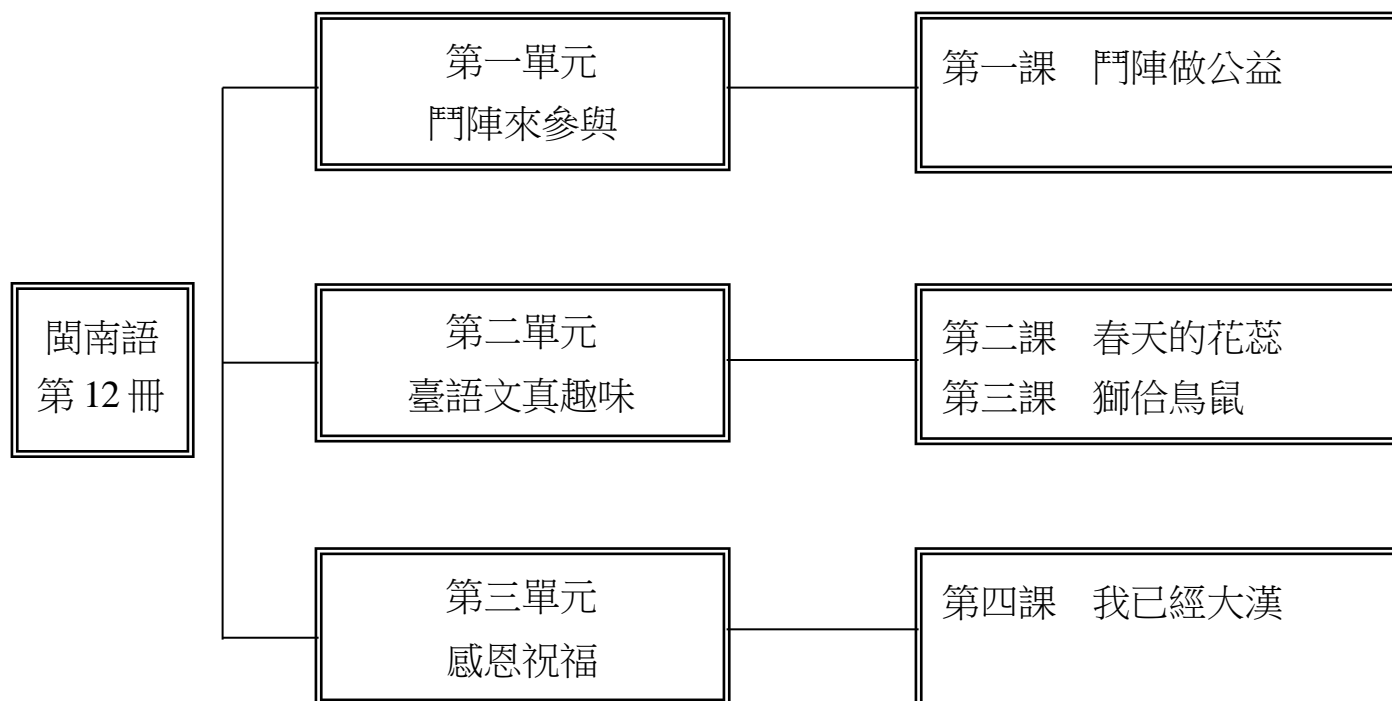 閩南語
第 12 冊
第一單元
鬥陣來參與
第一課　鬥陣做公益
第二單元
臺語文真趣味
第二課　春天的花蕊
第三課　獅佮鳥鼠
第三單元
感恩祝福
第四課　我已經大漢